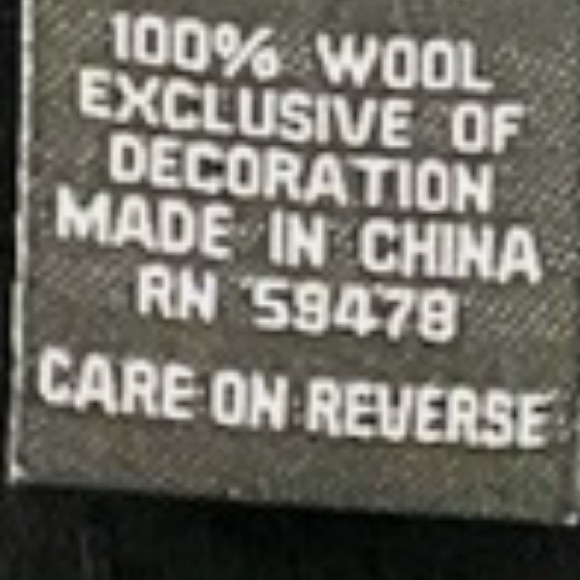 100% WOOL
EXCLUSIVE OF
DECORATION
MADE IN CHINA
RN 59478
CARE ON REVERSE